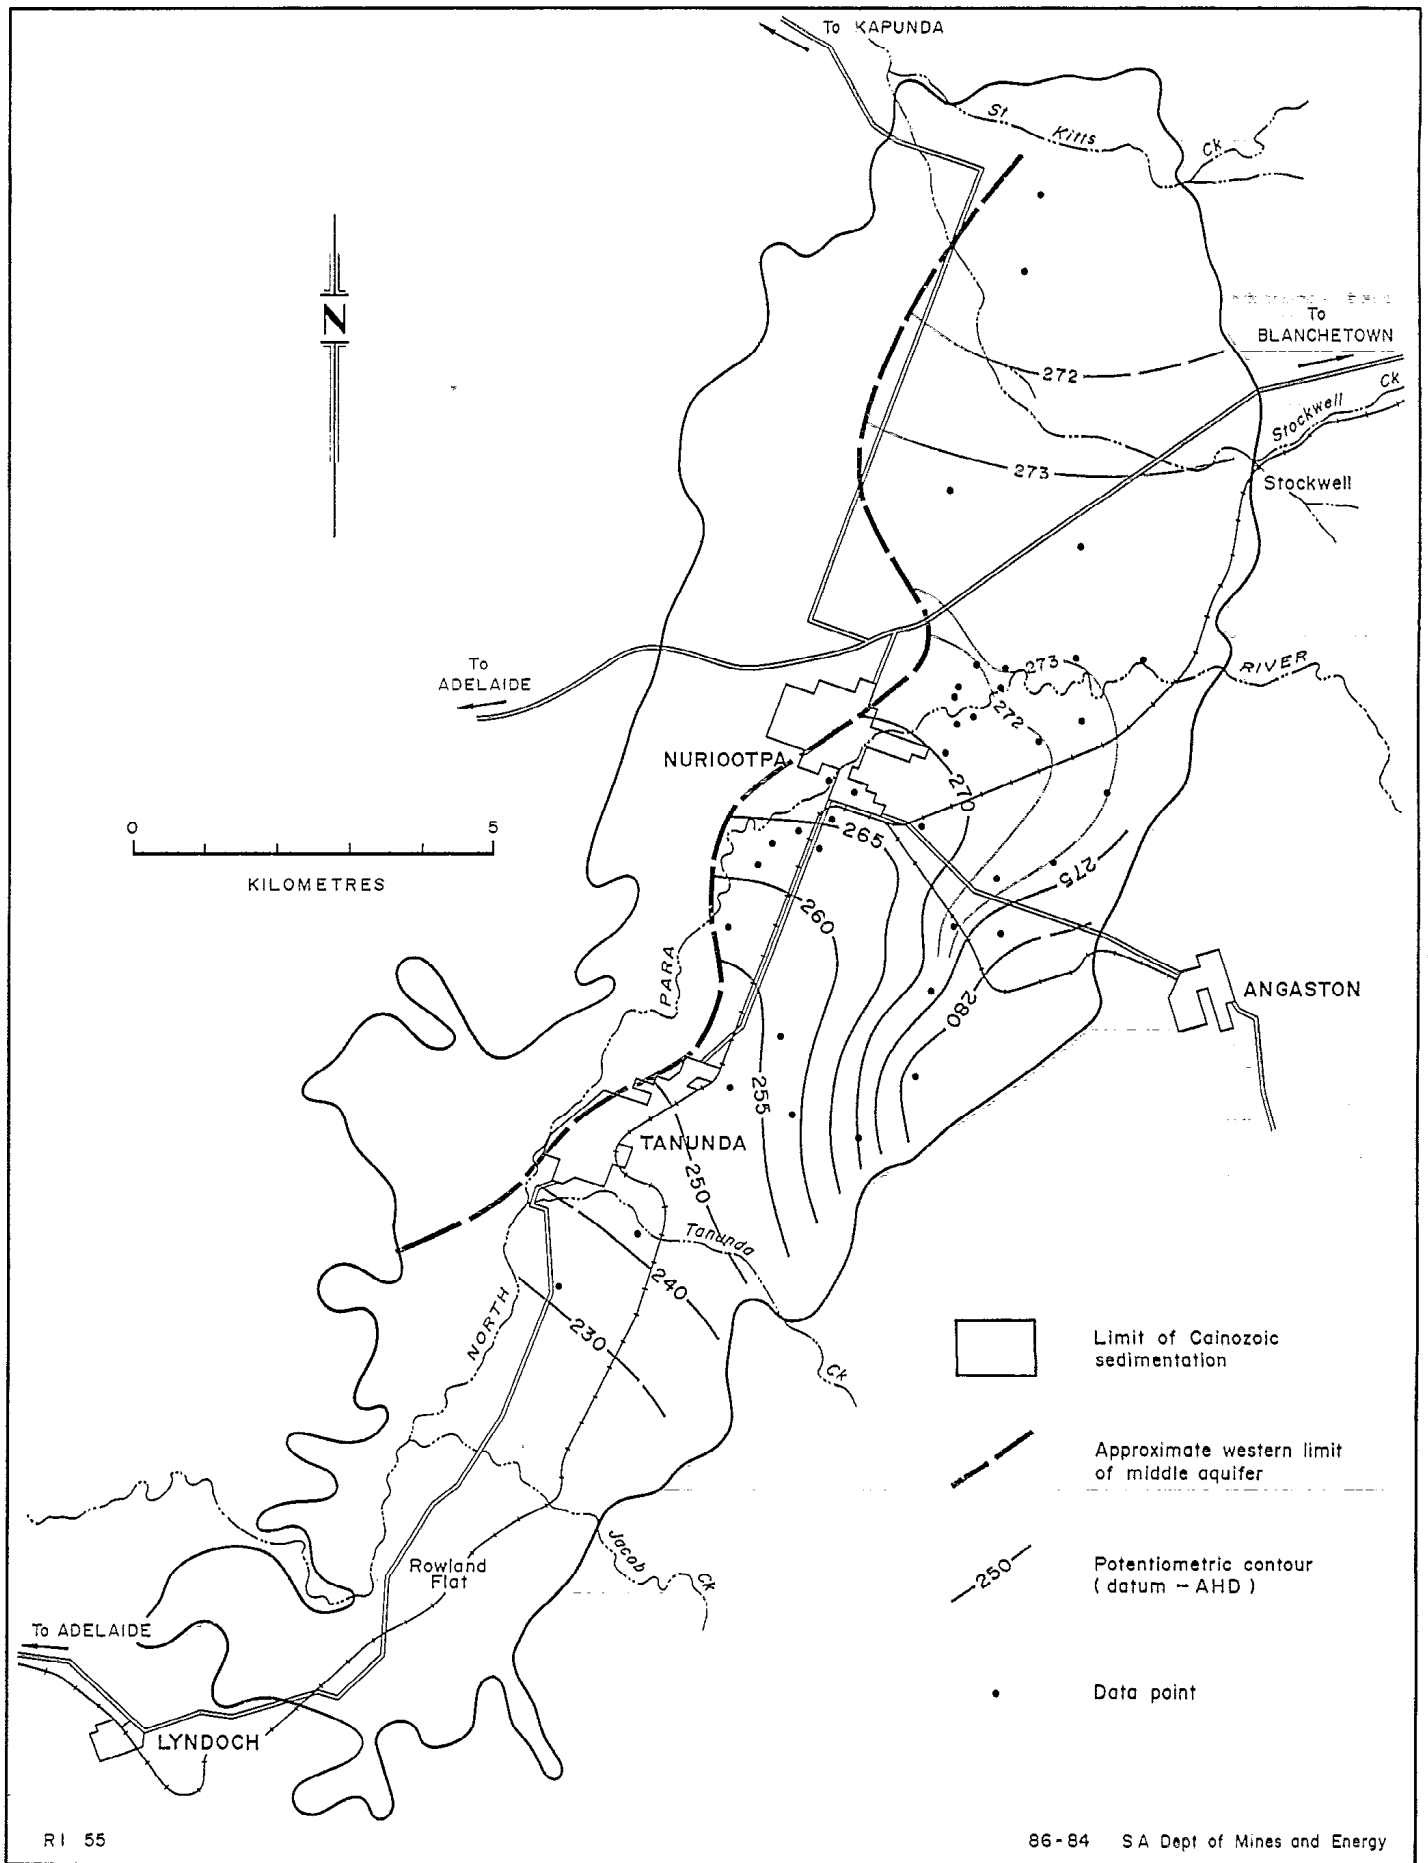 To KAPUNDA
St
Kitts
Ck
N
To
BLANCHETOWN
272
Ck
Stockwell
273
Stockwell
To
ADELAIDE
273
RIVER
272
NURIOOTPA
270
0
5
265
KILOMETRES
275
260
PARA
ANGASTON
280
255
TANUNDA
250
Tanunda
240
NORTH
230
Ck
Limit of Cainozoic
sedimentation
Approximate western limit
of middle aquifer
Jacob
Ck
Rowland
Flat
250
Potentiometric contour
( datum - AHD )
To ADELAIDE
Data point
LYNDOCH
RI 55
86-84 SA Dept of Mines and Energy